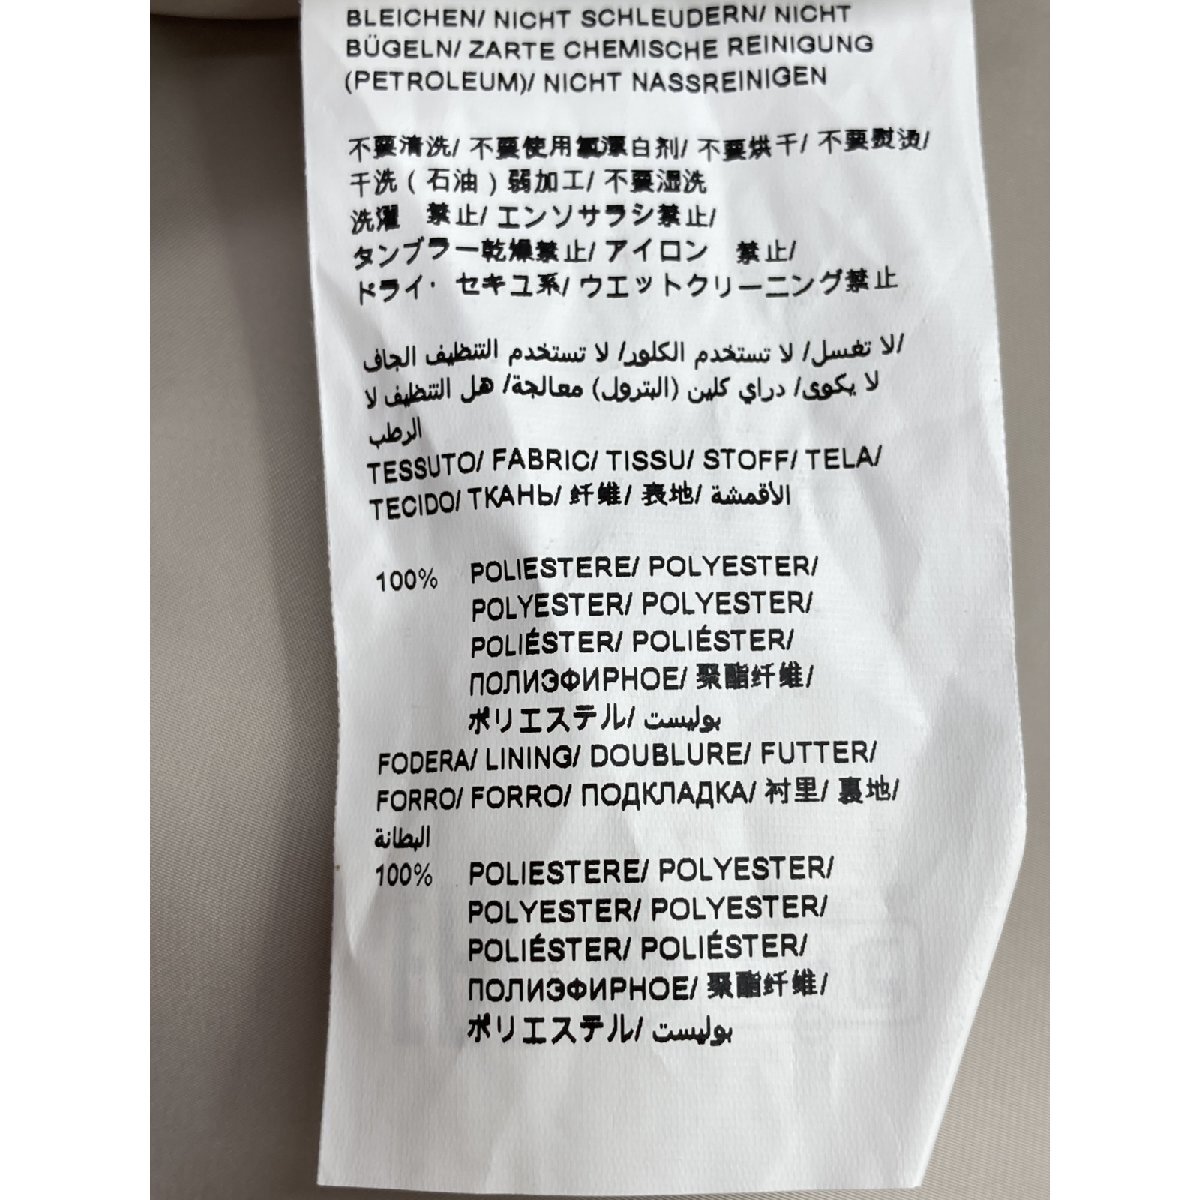 BLEICHEN/ NICHT SCHLEUDERN/ NICHT
BÜGELN/ ZARTE CHEMISCHE REINIGUNG
(PETROLEUM)/ NICHT NASSREINIGEN
不要清洗/ 不要使用氯漂白剂/ 不要烘干/ 不要熨烫/
干洗（石油）弱加工/ 不要湿洗
洗濯　禁止/ エンソサラシ禁止/
タンブラー乾燥禁止/ アイロン　禁止/
ドライ・ セキユ系/ ウエットクリーニング禁止
لا تغسل/ لا تستخدم الكلور/ لا تستخدم التنظيف الجاف/
لا يكوى/ دراي كلين (البترول) معالجة/ هل التنظيف لا
الرطب
TESSUTO/ FABRIC/ TISSU/ STOFF/ TELA/
TECIDO/ ТКАНЬ/ 纤维/ 表地/ الأقمشة
100% POLIESTERE/ POLYESTER/
POLYESTER/ POLYESTER/
POLIÉSTER/ POLIÉSTER/
ПОЛИЭФИРНОЕ/ 聚酯纤维/
ポリエステル/ بوليست
FODERA/ LINING/ DOUBLURE/ FUTTER/
FORRO/ FORRO/ ПОДКЛАДКА/ 衬里/ 裏地/
البطانة
100% POLIESTERE/ POLYESTER/
POLYESTER/ POLYESTER/
POLIÉSTER/ POLIÉSTER/
ПОЛИЭФИРНОЕ/ 聚酯纤维/
ポリエステル/ بوليست